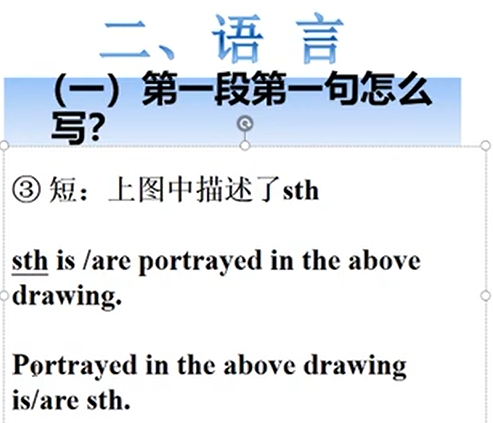 二、语 言
（一）第一段第一句怎么
写？
③ 短：上图中描述了sth
sth is /are portrayed in the above
drawing.
Portrayed in the above drawing
is/are sth.